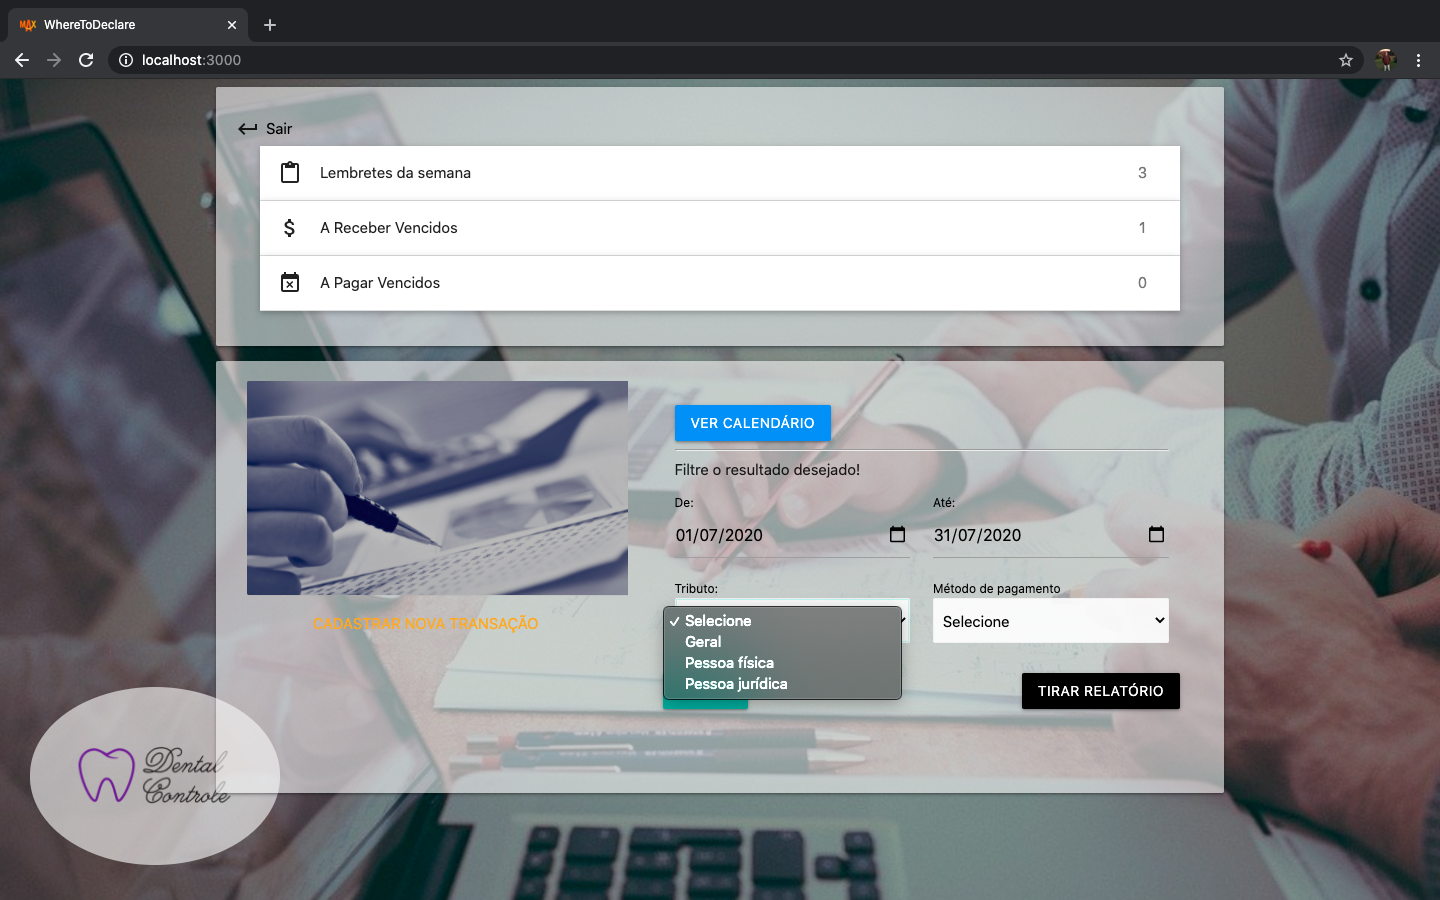 WhereToDeclare
localhost:3000
Sair
Lembretes da semana 3
A Receber Vencidos 1
A Pagar Vencidos 0
VER CALENDÁRIO
Filtre o resultado desejado!
De: Até:
01/07/2020 31/07/2020
Tributo: Método de pagamento
Selecione
Geral
Pessoa física
Pessoa jurídica
Selecione
CADASTRAR NOVA TRANSAÇÃO
TIRAR RELATÓRIO
Dental
Controle